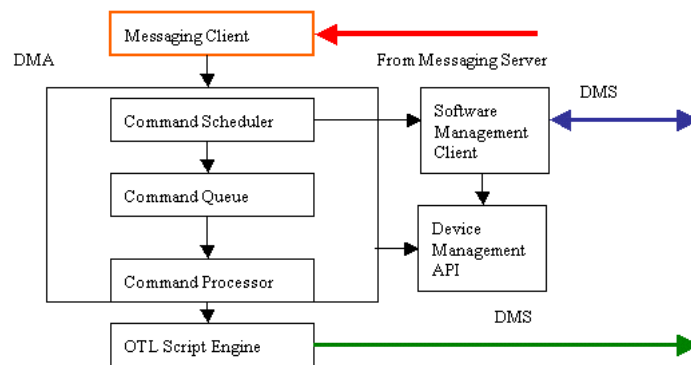 Messaging Client
DMA
From Messaging Server
DMS
Command Scheduler
Software
Management
Client
Command Queue
Device
Management
API
Command Processor
DMS
OTL Script Engine